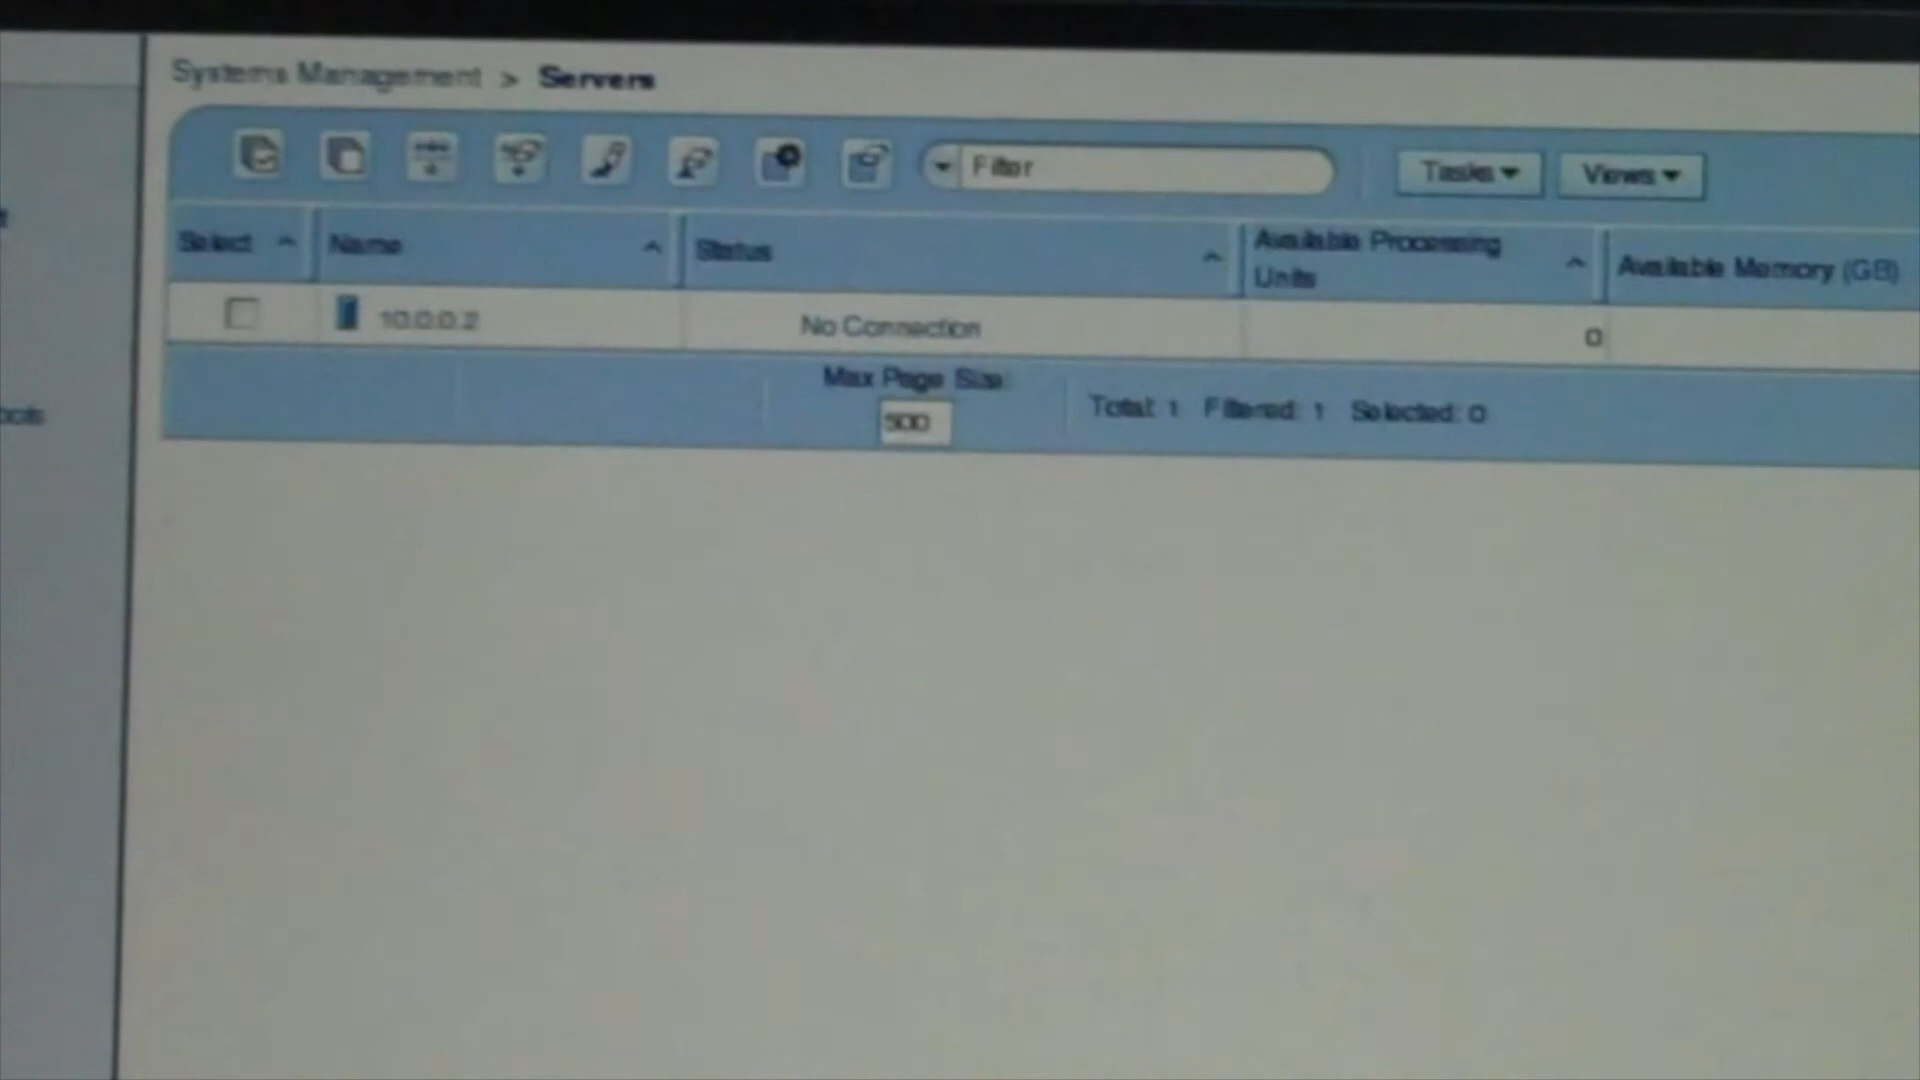 Systems Management > Servers
Filter Tasks Views
Select Name Status Available Processing Units Available Memory (GB)
10.0.0.2 No Connection 0
Max Page Size:
500
Total: 1 Filtered: 1 Selected: 0